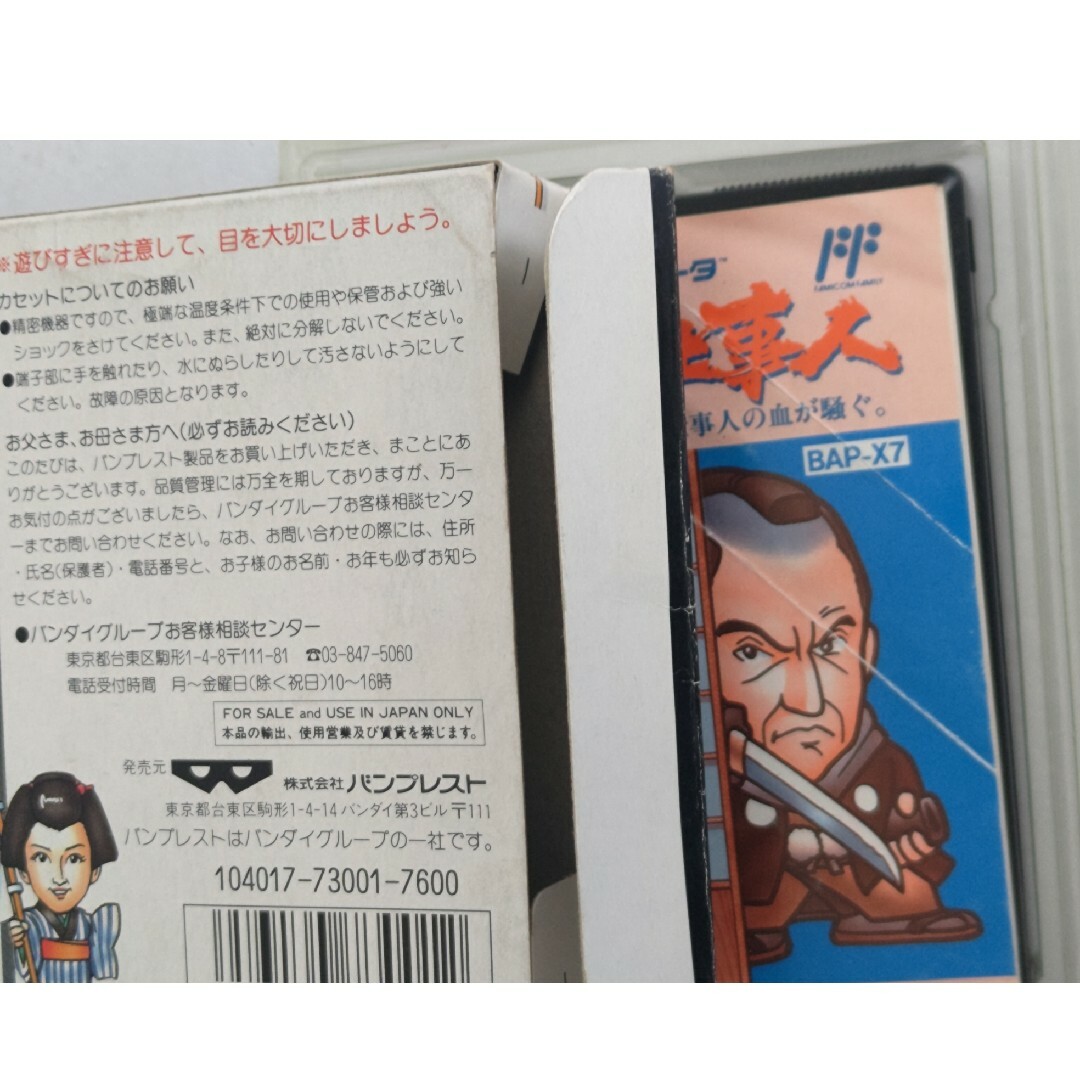 ※遊びすぎに注意して、目を大切にしましょう。
カセットについてのお願い
●精密機器ですので、極端な温度条件下での使用や保管および強い
ショックをさけてください。また、絶対に分解しないでください。
●端子部に手を触れたり、水にぬらしたりして汚さないようにして
ください。故障の原因となります。
お父さま、お母さま方へ(必ずお読みください)
このたびは、バンプレスト製品をお買い上げいただき、まことにあ
りがとうございます。品質管理には万全を期しておりますが、万一
お気付の点がございましたら、バンダイグループお客様相談センタ
ーまでお問い合わせください。なお、お問い合わせの際には、住所
・氏名(保護者)・電話番号と、お子様のお名前・お年も必ずお知ら
せください。
●バンダイグループお客様相談センター
東京都台東区駒形1-4-8〒111-81 ☎03-847-5060
電話受付時間 月〜金曜日(除く祝日)10〜16時
FOR SALE and USE IN JAPAN ONLY
本品の輸出、使用営業及び賃貸を禁じます。
発売元 株式会社バンプレスト
東京都台東区駒形1-4-14バンダイ第3ビル〒111
バンプレストはバンダイグループの一社です。
104017-73001-7600
ータ™
FAMICOM FAMILY
仕事人
事人の血が騒ぐ。
BAP-X7